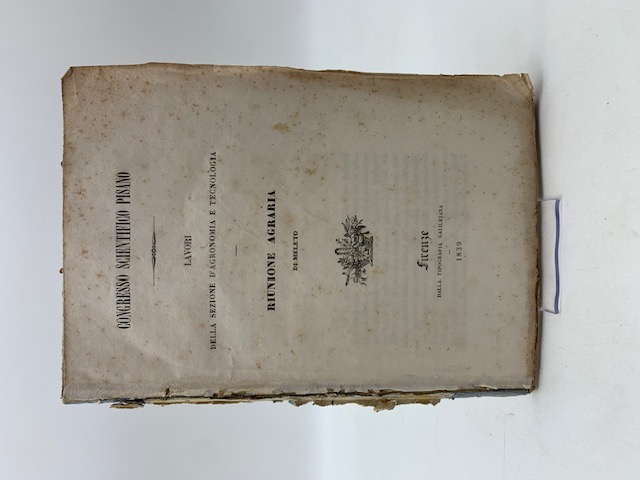 CONGRESSO SCIENTIFICO PISANO
LAVORI
DELLA SEZIONE D'AGRONOMIA E TECNOLOGIA
RIUNIONE AGRARIA
DI MELETO
Firenze
DALLA TIPOGRAFIA GALILEIANA
1839